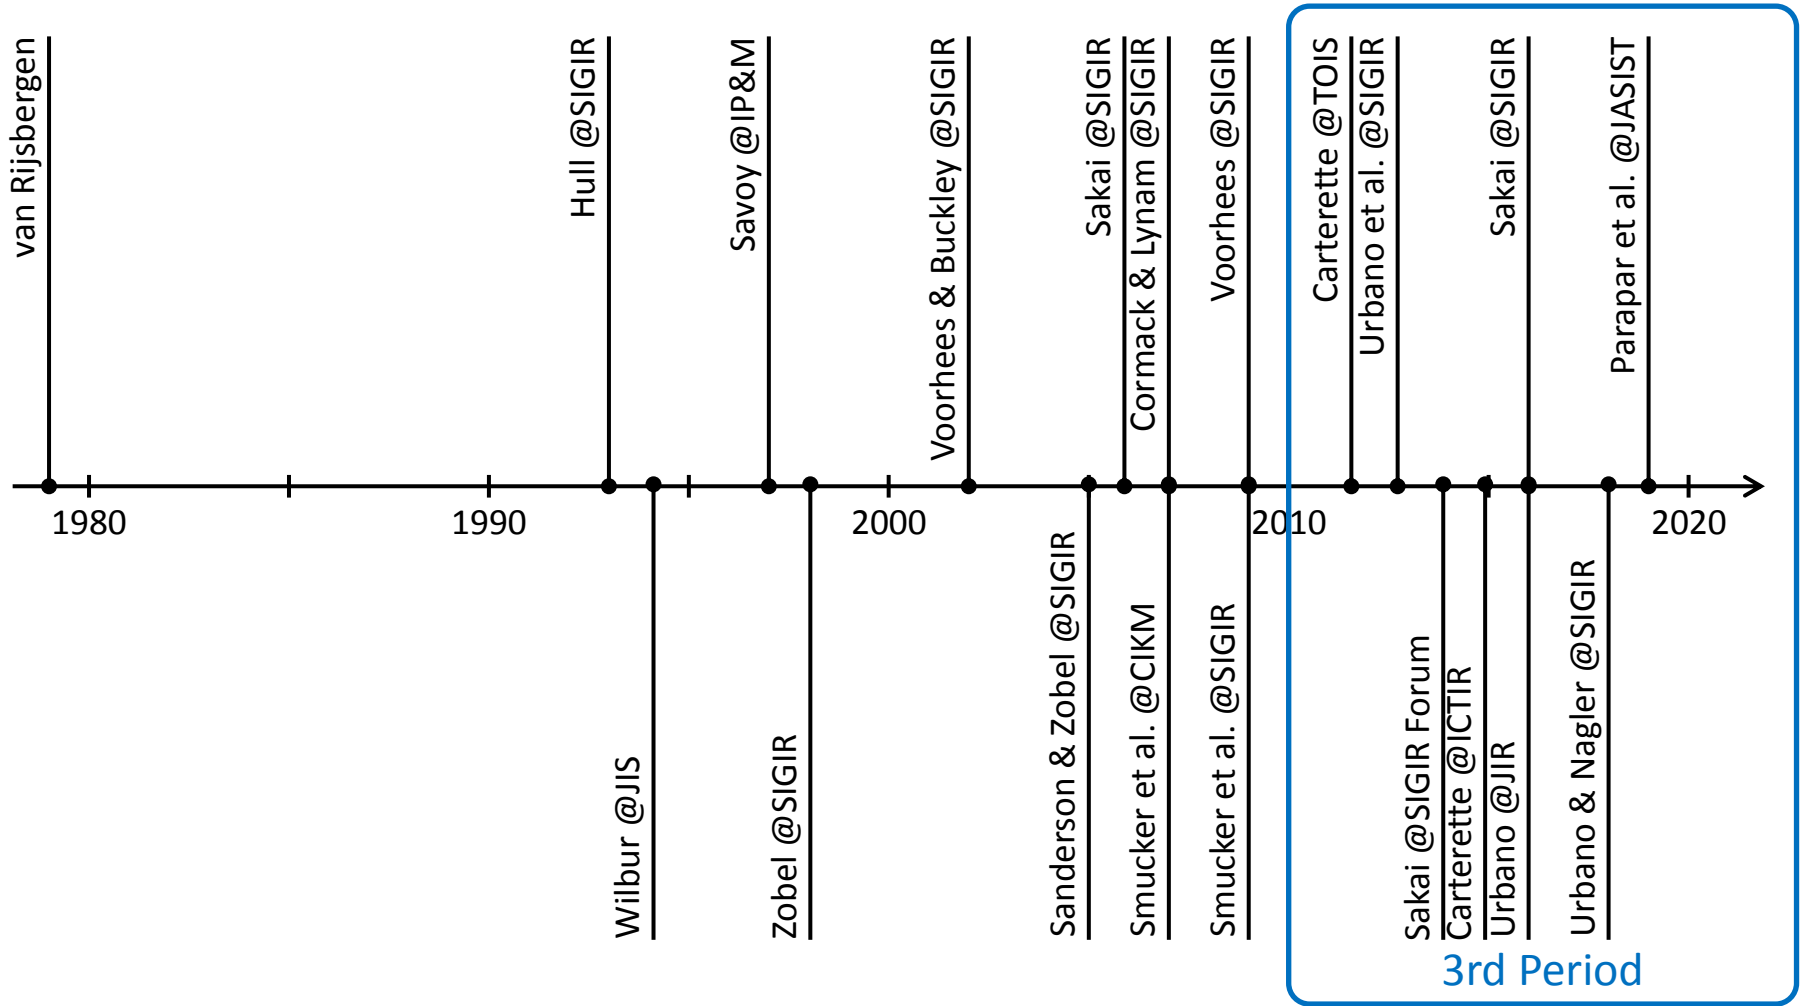 van Rijsbergen
Hull @SIGIR
Savoy @IP&M
Voorhees & Buckley @SIGIR
Sakai @SIGIR
Cormack & Lynam @SIGIR
Voorhees @SIGIR
Carterette @TOIS
Urbano et al. @SIGIR
Sakai @SIGIR
Parapar et al. @JASIST
1980
1990
2000
2010
2020
Wilbur @JIS
Zobel @SIGIR
Sanderson & Zobel @SIGIR
Smucker et al. @CIKM
Smucker et al. @SIGIR
Sakai @SIGIR Forum
Carterette @ICTIR
Urbano @JIR
Urbano & Nagler @SIGIR
3rd Period